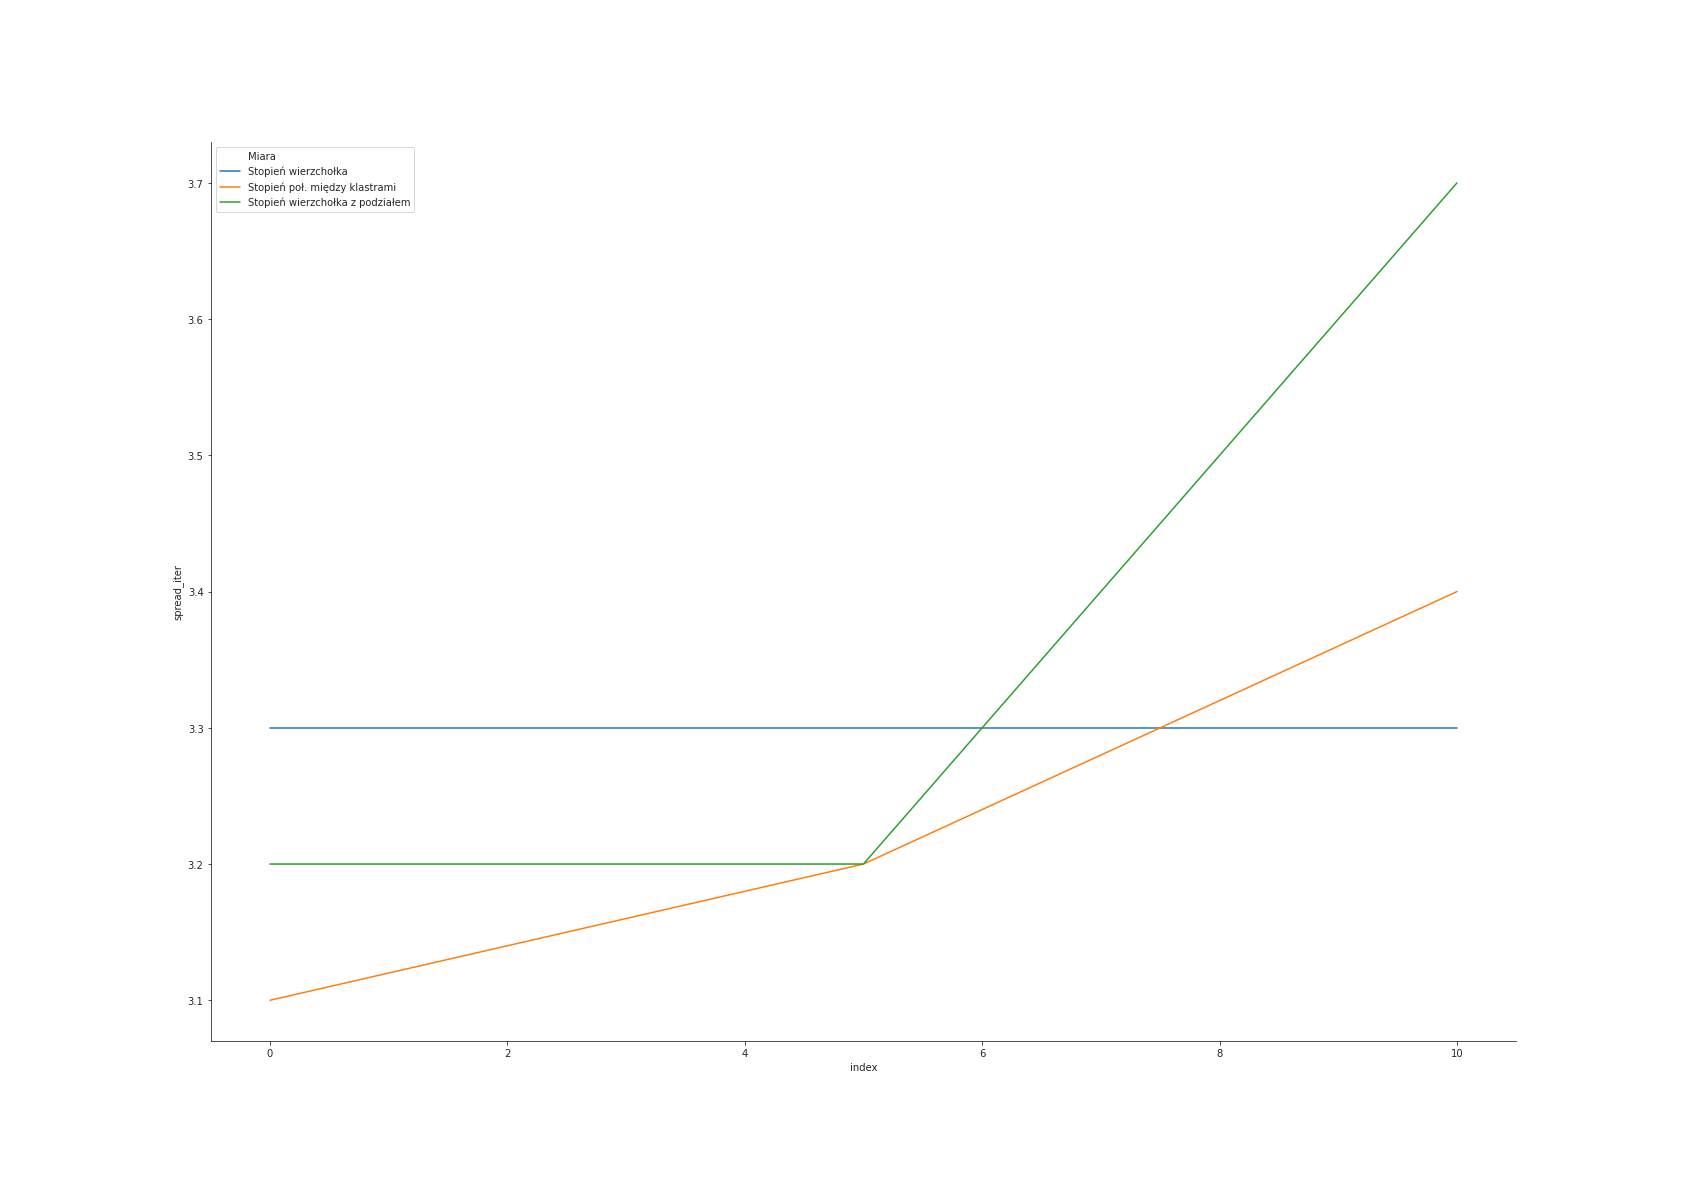 Miara
Stopień wierzchołka
Stopień poł. między klastrami
Stopień wierzchołka z podziałem
3.7
3.6
3.5
3.4
3.3
3.2
3.1
spread_iter
0 2 4 6 8 10
index